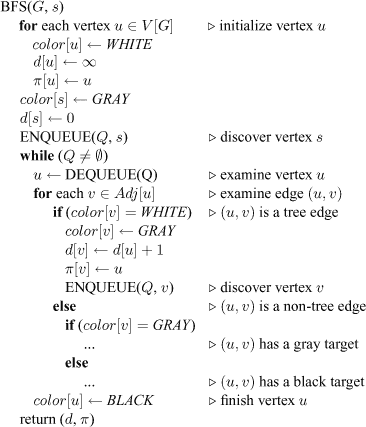 BFS(G, s)
for each vertex u ∈ V[G] ▷ initialize vertex u
color[u] ← WHITE
d[u] ← ∞
π[u] ← u
color[s] ← GRAY
d[s] ← 0
ENQUEUE(Q, s) ▷ discover vertex s
while (Q ≠ ∅)
u ← DEQUEUE(Q) ▷ examine vertex u
for each v ∈ Adj[u] ▷ examine edge (u, v)
if (color[v] = WHITE) ▷ (u, v) is a tree edge
color[v] ← GRAY
d[v] ← d[u] + 1
π[v] ← u
ENQUEUE(Q, v) ▷ discover vertex v
else ▷ (u, v) is a non-tree edge
if (color[v] = GRAY)
... ▷ (u, v) has a gray target
else
... ▷ (u, v) has a black target
color[u] ← BLACK ▷ finish vertex u
return (d, π)